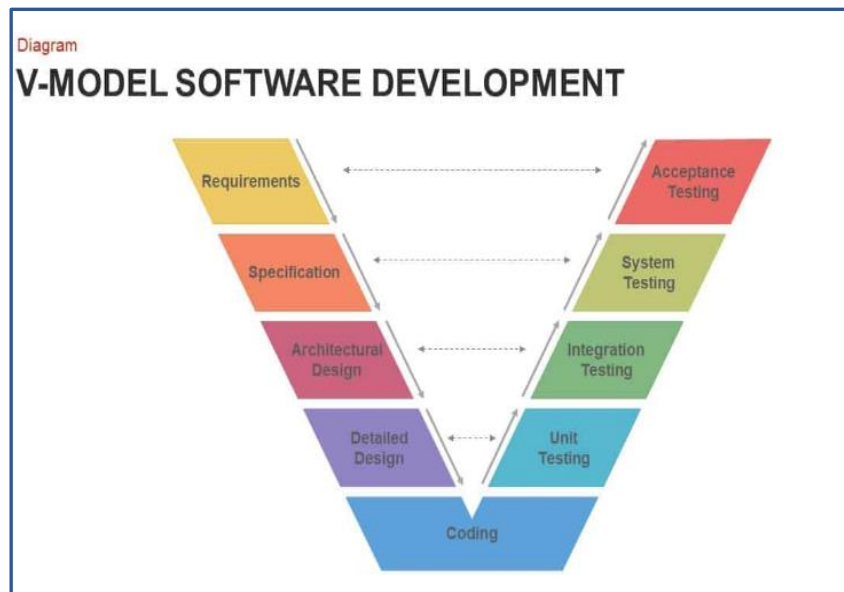 Diagram
V-MODEL SOFTWARE DEVELOPMENT
Requirements
Acceptance
Testing
Specification
System
Testing
Architectural
Design
Integration
Testing
Detailed
Design
Unit
Testing
Coding